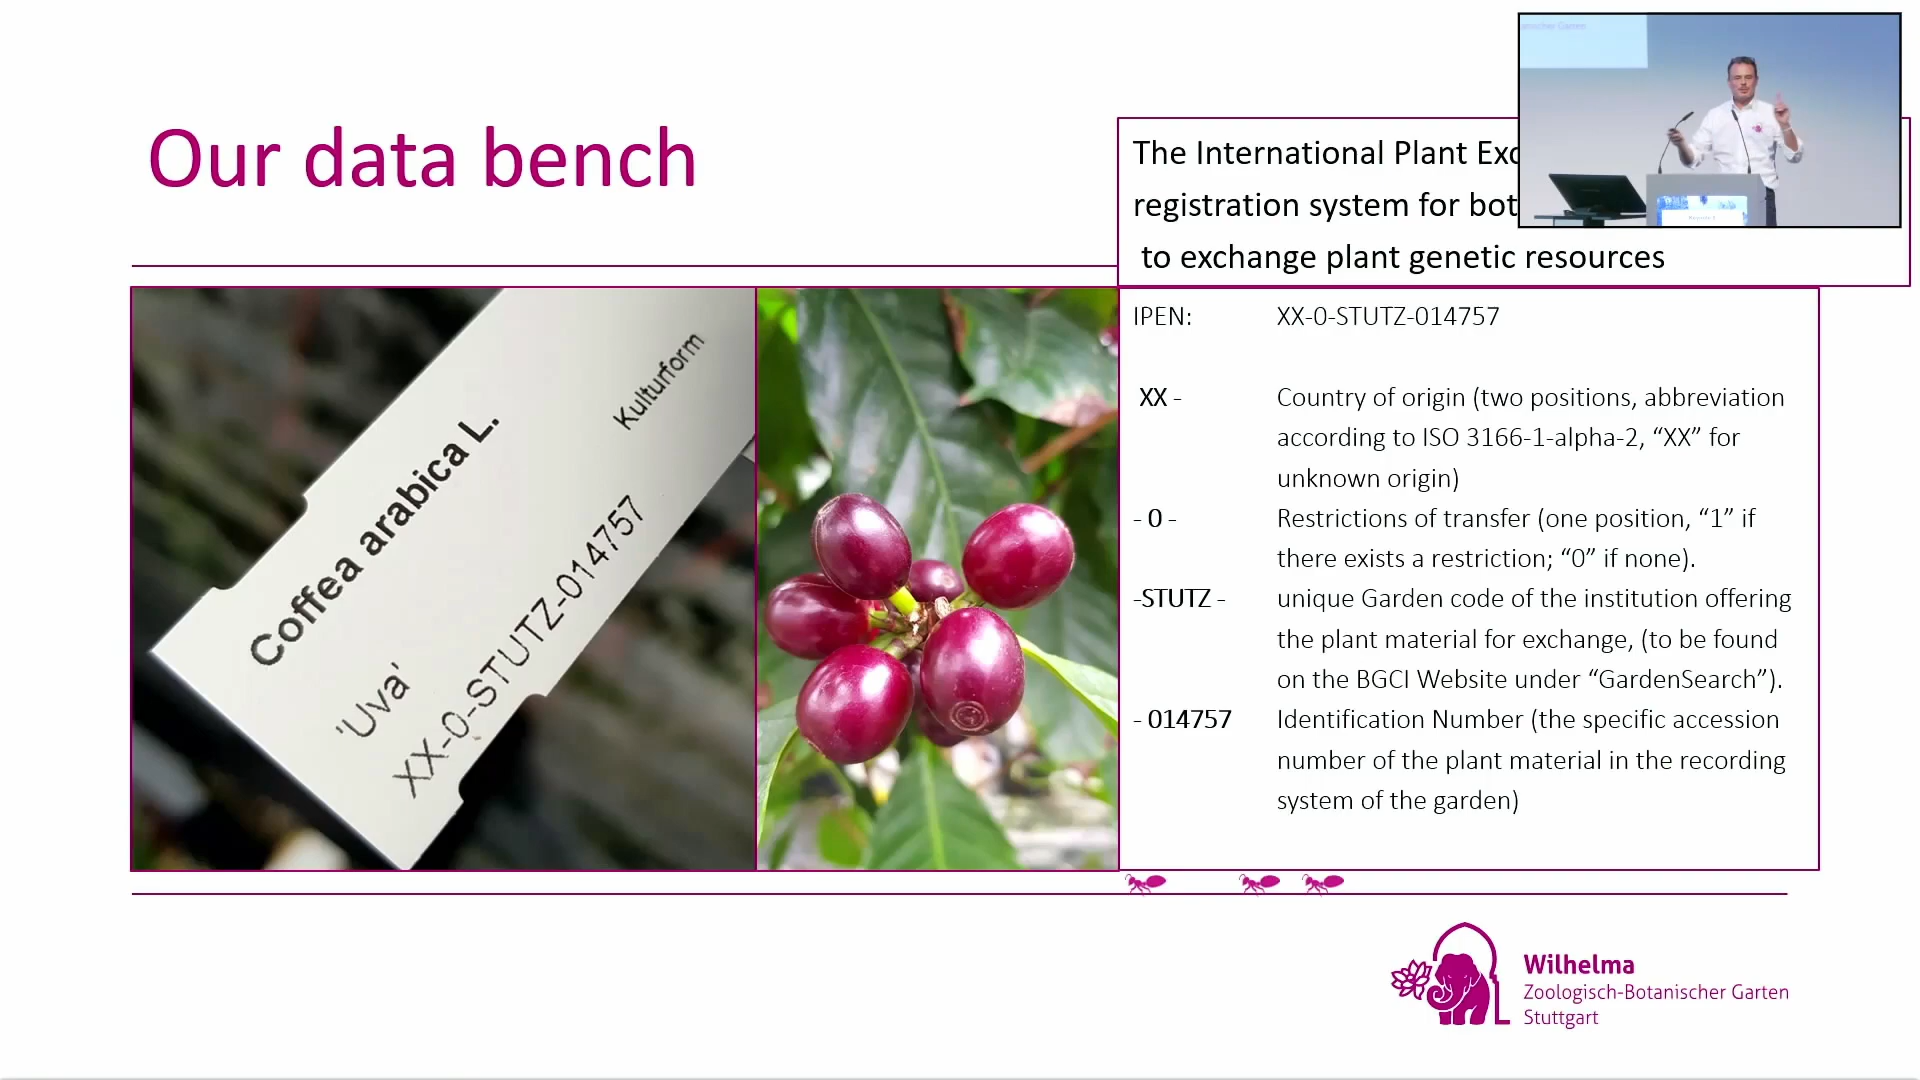 Our data bench
The International Plant
registration system for
to exchange plant genetic resources
Coffea arabica L.
Kulturform
'Uva'
XX-0-STUTZ-014757
IPEN: XX-0-STUTZ-014757
XX - Country of origin (two positions, abbreviation
according to ISO 3166-1-alpha-2, “XX” for
unknown origin)
- 0 - Restrictions of transfer (one position, “1” if
there exists a restriction; “0” if none).
-STUTZ - unique Garden code of the institution offering
the plant material for exchange, (to be found
on the BGCI Website under “GardenSearch”).
- 014757 Identification Number (the specific accession
number of the plant material in the recording
system of the garden)
Wilhelma
Zoologisch-Botanischer Garten
Stuttgart